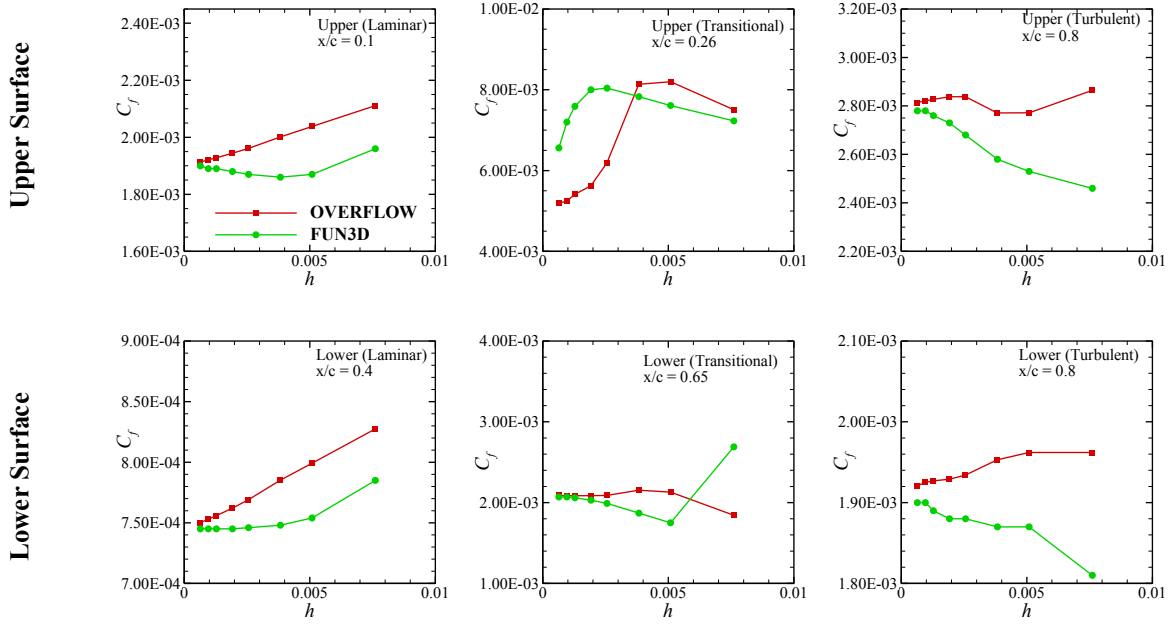 Upper Surface
2.40E-03
2.20E-03
2.00E-03
1.80E-03
1.60E-03
C_f
Upper (Laminar)
x/c = 0.1
OVERFLOW
FUN3D
0
0.005
0.01
h
1.00E-02
8.00E-03
6.00E-03
4.00E-03
C_f
Upper (Transitional)
x/c = 0.26
0
0.005
0.01
h
3.20E-03
3.00E-03
2.80E-03
2.60E-03
2.40E-03
2.20E-03
C_f
Upper (Turbulent)
x/c = 0.8
0
0.005
0.01
h
Lower Surface
9.00E-04
8.50E-04
8.00E-04
7.50E-04
7.00E-04
C_f
Lower (Laminar)
x/c = 0.4
0
0.005
0.01
h
4.00E-03
3.00E-03
2.00E-03
1.00E-03
C_f
Lower (Transitional)
x/c = 0.65
0
0.005
0.01
h
2.10E-03
2.00E-03
1.90E-03
1.80E-03
C_f
Lower (Turbulent)
x/c = 0.8
0
0.005
0.01
h